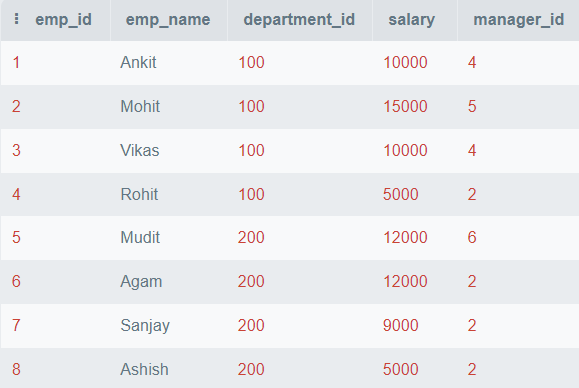 emp_id emp_name department_id salary manager_id
1 Ankit 100 10000 4
2 Mohit 100 15000 5
3 Vikas 100 10000 4
4 Rohit 100 5000 2
5 Mudit 200 12000 6
6 Agam 200 12000 2
7 Sanjay 200 9000 2
8 Ashish 200 5000 2